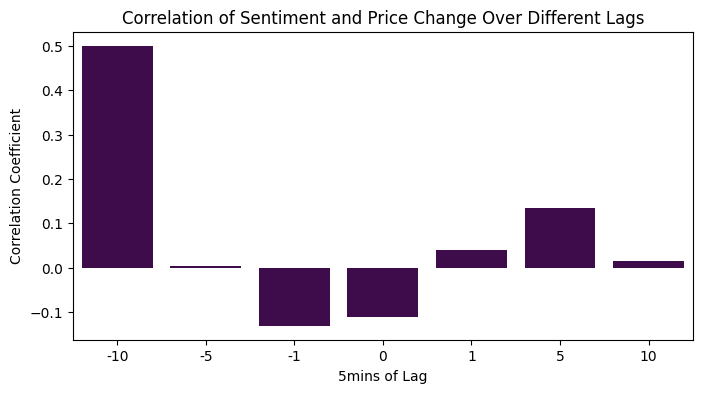 Correlation of Sentiment and Price Change Over Different Lags
Correlation Coefficient
0.5
0.4
0.3
0.2
0.1
0.0
−0.1
-10 -5 -1 0 1 5 10
5mins of Lag